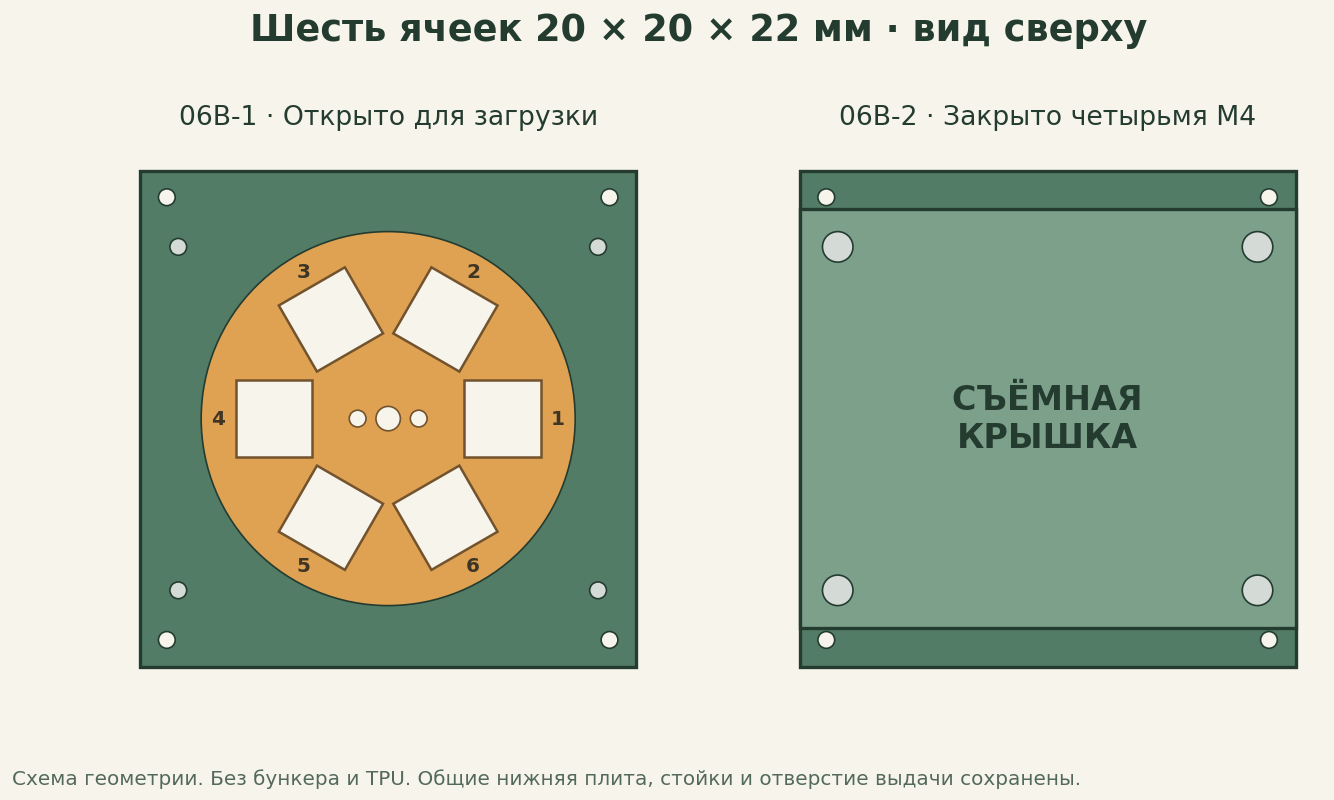 Шесть ячеек 20 × 20 × 22 мм · вид сверху
06B-1 · Открыто для загрузки
06B-2 · Закрыто четырьмя M4
3
2
4
1
5
6
СЪЁМНАЯ
КРЫШКА
Схема геометрии. Без бункера и TPU. Общие нижняя плита, стойки и отверстие выдачи сохранены.